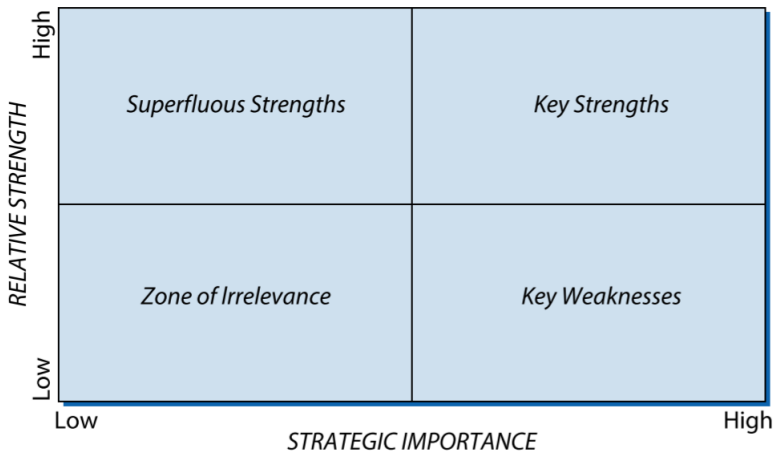 High
Superfluous Strengths
Key Strengths
RELATIVE STRENGTH
Zone of Irrelevance
Key Weaknesses
Low
Low
High
STRATEGIC IMPORTANCE